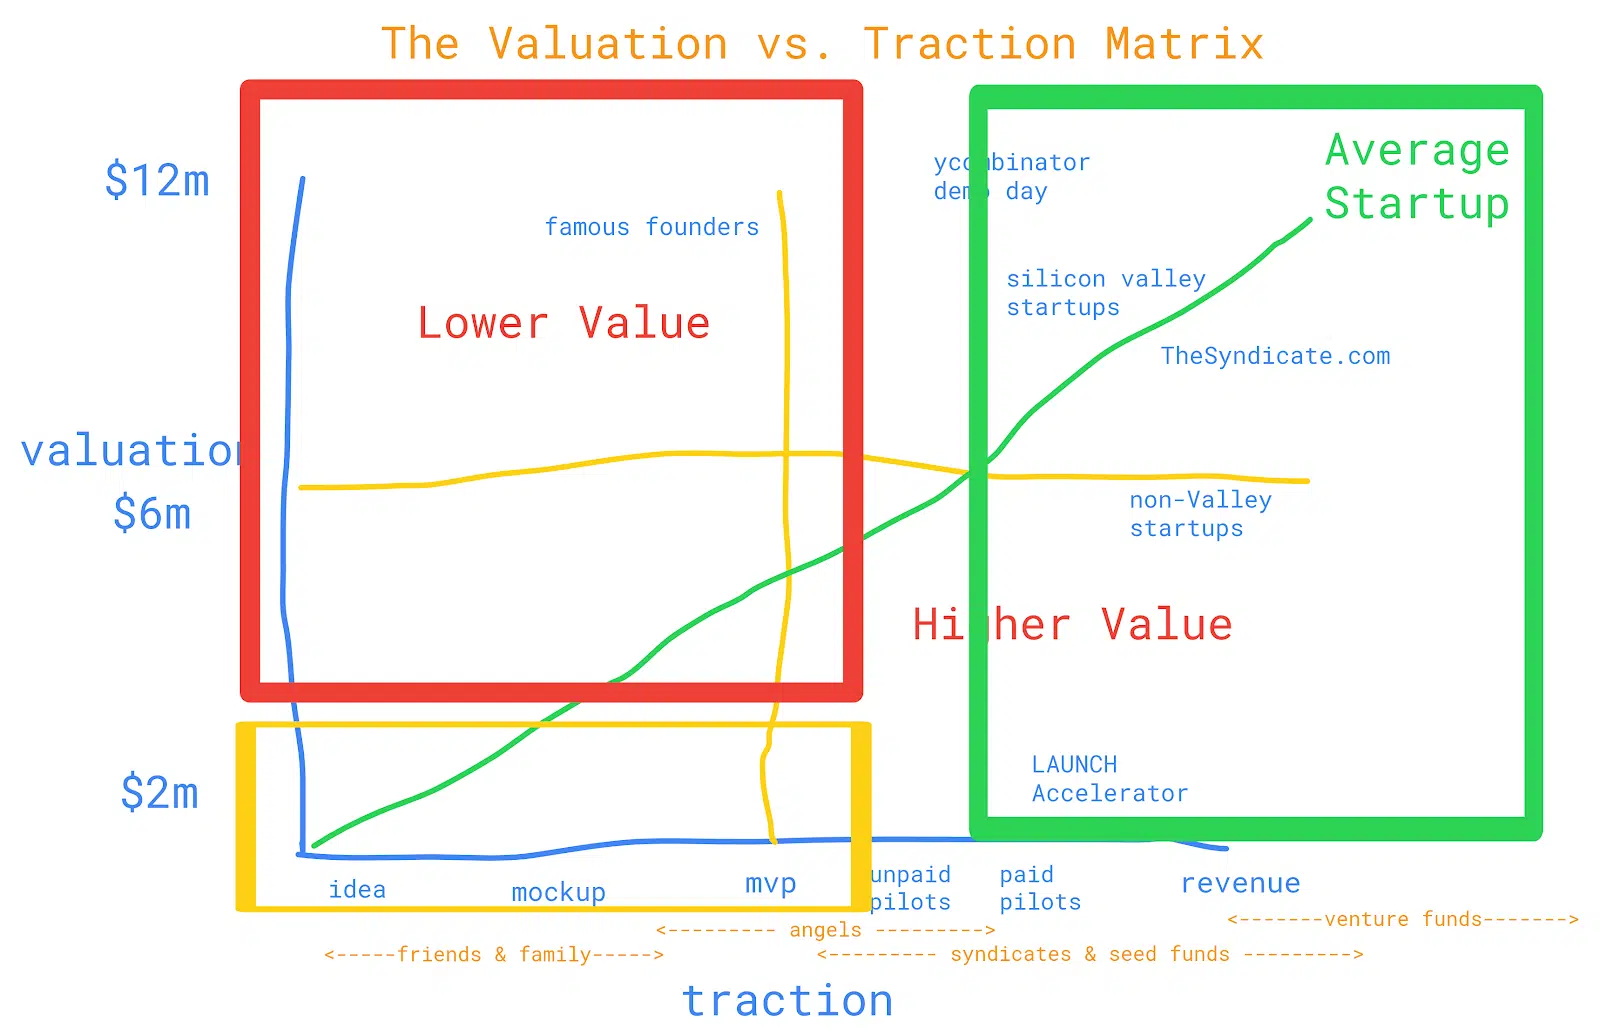 The Valuation vs. Traction Matrix
$12m
ycombinator
demo day
Average
Startup
famous founders
silicon valley
startups
Lower Value
TheSyndicate.com
valuation
$6m
non-Valley
startups
Higher Value
$2m
LAUNCH
Accelerator
idea
mockup
mvp
unpaid
pilots
paid
pilots
revenue
<-------venture funds------->
<--------- angels --------->
<-----friends & family----->
<--------- syndicates & seed funds --------->
traction